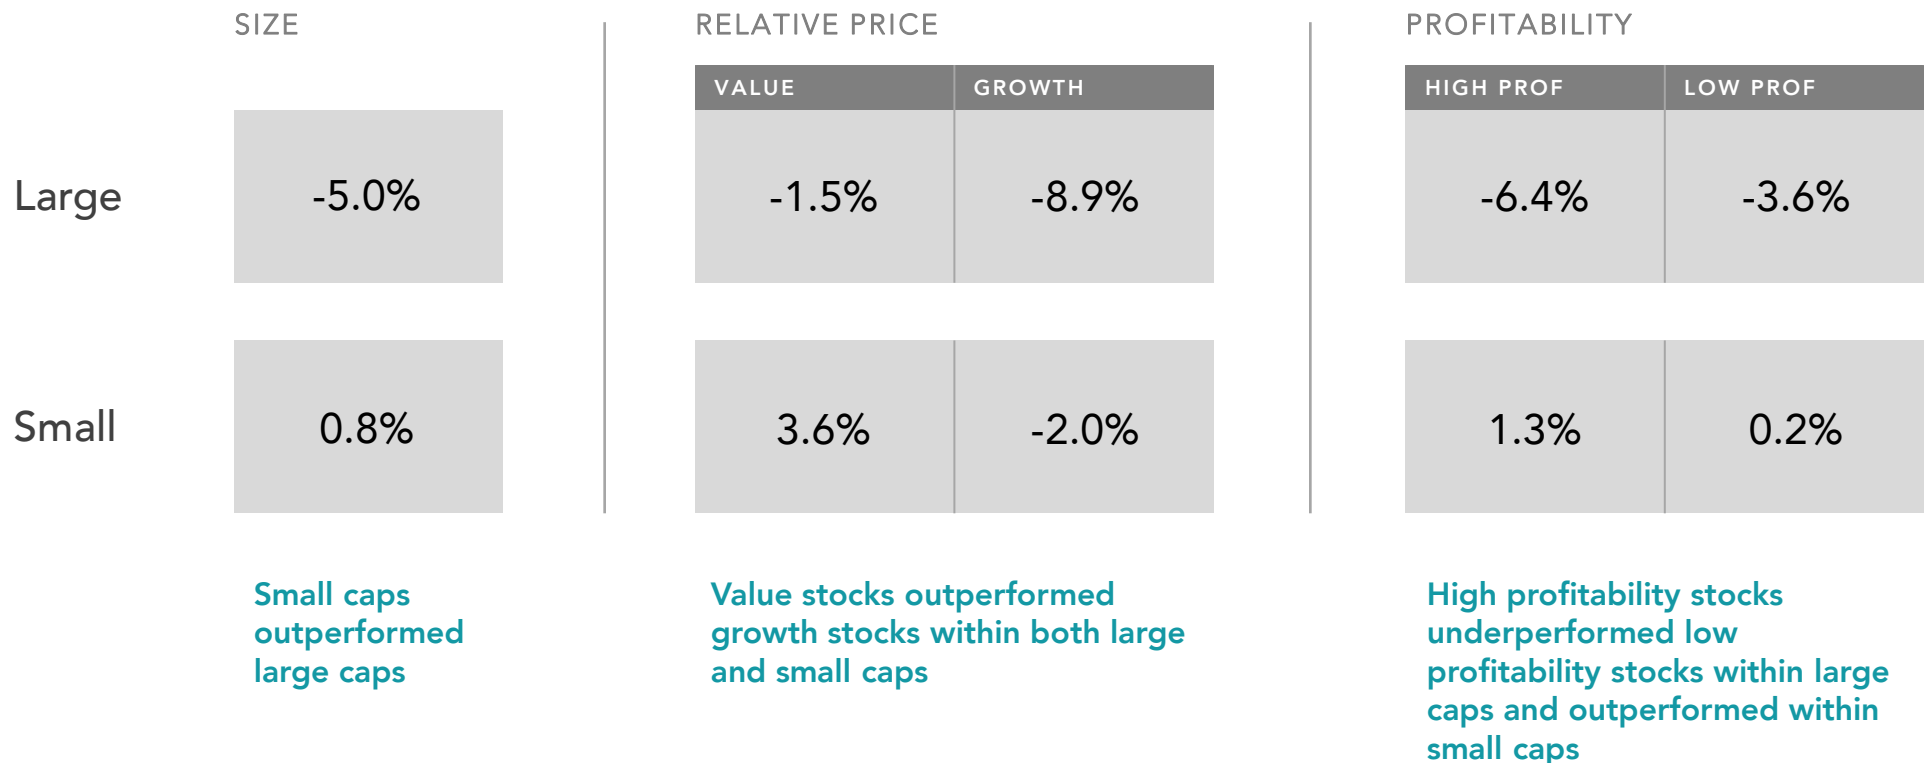 SIZE
RELATIVE PRICE
PROFITABILITY
VALUE GROWTH
HIGH PROF LOW PROF
Large -5.0% -1.5% -8.9% -6.4% -3.6%
Small 0.8% 3.6% -2.0% 1.3% 0.2%
Small caps
outperformed
large caps
Value stocks outperformed
growth stocks within both large
and small caps
High profitability stocks
underperformed low
profitability stocks within large
caps and outperformed within
small caps